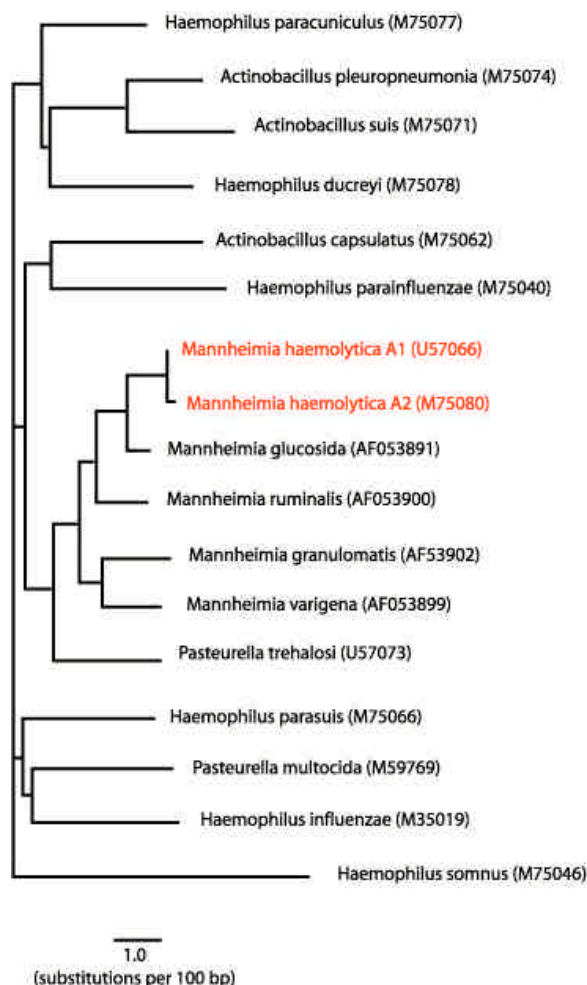 Haemophilus paracuniculus (M75077)
Actinobacillus pleuropneumonia (M75074)
Actinobacillus suis (M75071)
Haemophilus ducreyi (M75078)
Actinobacillus capsulatus (M75062)
Haemophilus parainfluenzae (M75040)
Mannheimia haemolytica A1 (U57066)
Mannheimia haemolytica A2 (M75080)
Mannheimia glucosida (AF053891)
Mannheimia ruminalis (AF053900)
Mannheimia granulomatis (AF53902)
Mannheimia varigena (AF053899)
Pasteurella trehalosi (U57073)
Haemophilus parasuis (M75066)
Pasteurella multocida (M59769)
Haemophilus influenzae (M35019)
Haemophilus somnus (M75046)
1.0
(substitutions per 100 bp)